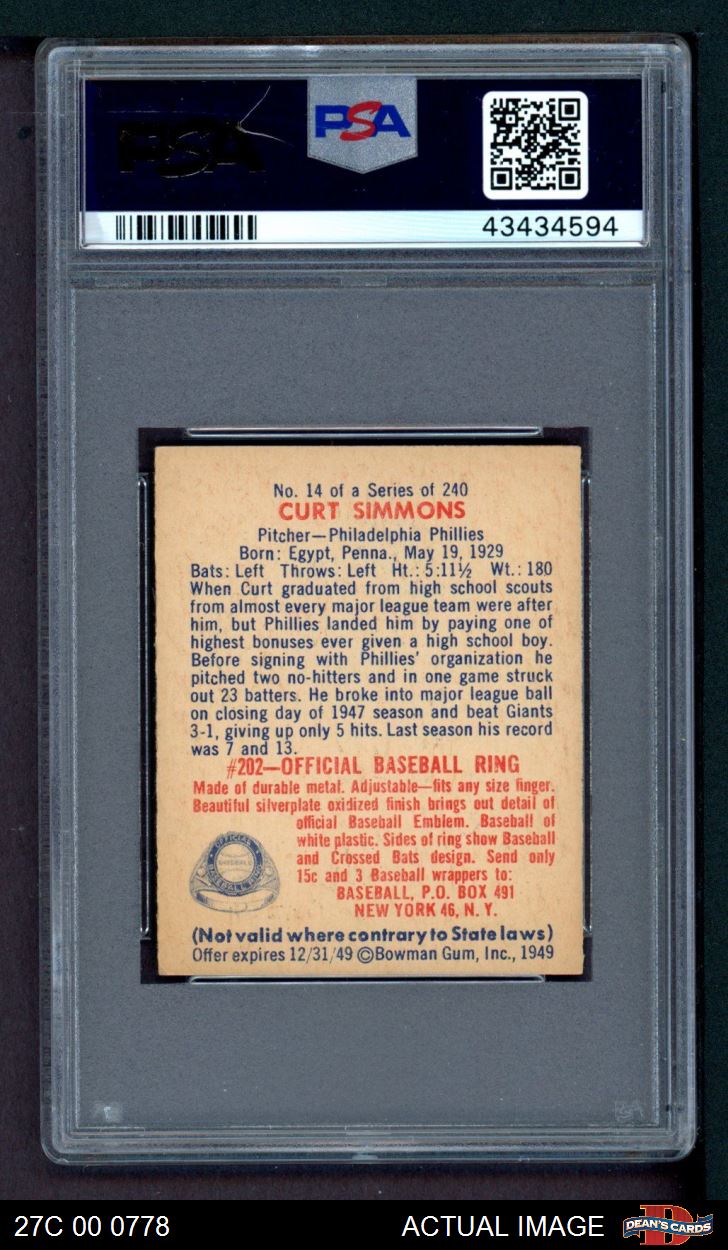 PSA
PSA
43434594
No. 14 of a Series of 240
CURT SIMMONS
Pitcher—Philadelphia Phillies
Born: Egypt, Penna., May 19, 1929
Bats: Left Throws: Left Ht.: 5:11½ Wt.: 180
When Curt graduated from high school scouts
from almost every major league team were after
him, but Phillies landed him by paying one of
highest bonuses ever given a high school boy.
Before signing with Phillies' organization he
pitched two no-hitters and in one game struck
out 23 batters. He broke into major league ball
on closing day of 1947 season and beat Giants
3-1, giving up only 5 hits. Last season his record
was 7 and 13.
#202—OFFICIAL BASEBALL RING
Made of durable metal. Adjustable—fits any size finger.
Beautiful silverplate oxidized finish brings out detail of
official Baseball Emblem. Baseball of
white plastic. Sides of ring show Baseball
and Crossed Bats design. Send only
15c and 3 Baseball wrappers to:
BASEBALL, P.O. BOX 491
NEW YORK 46, N. Y.
OFFICIAL
BASEBALL
BASEBALL RING
(Not valid where contrary to State laws)
Offer expires 12/31/49 ©Bowman Gum, Inc., 1949
27C 00 0778
ACTUAL IMAGE
D
DEAN'S CARDS